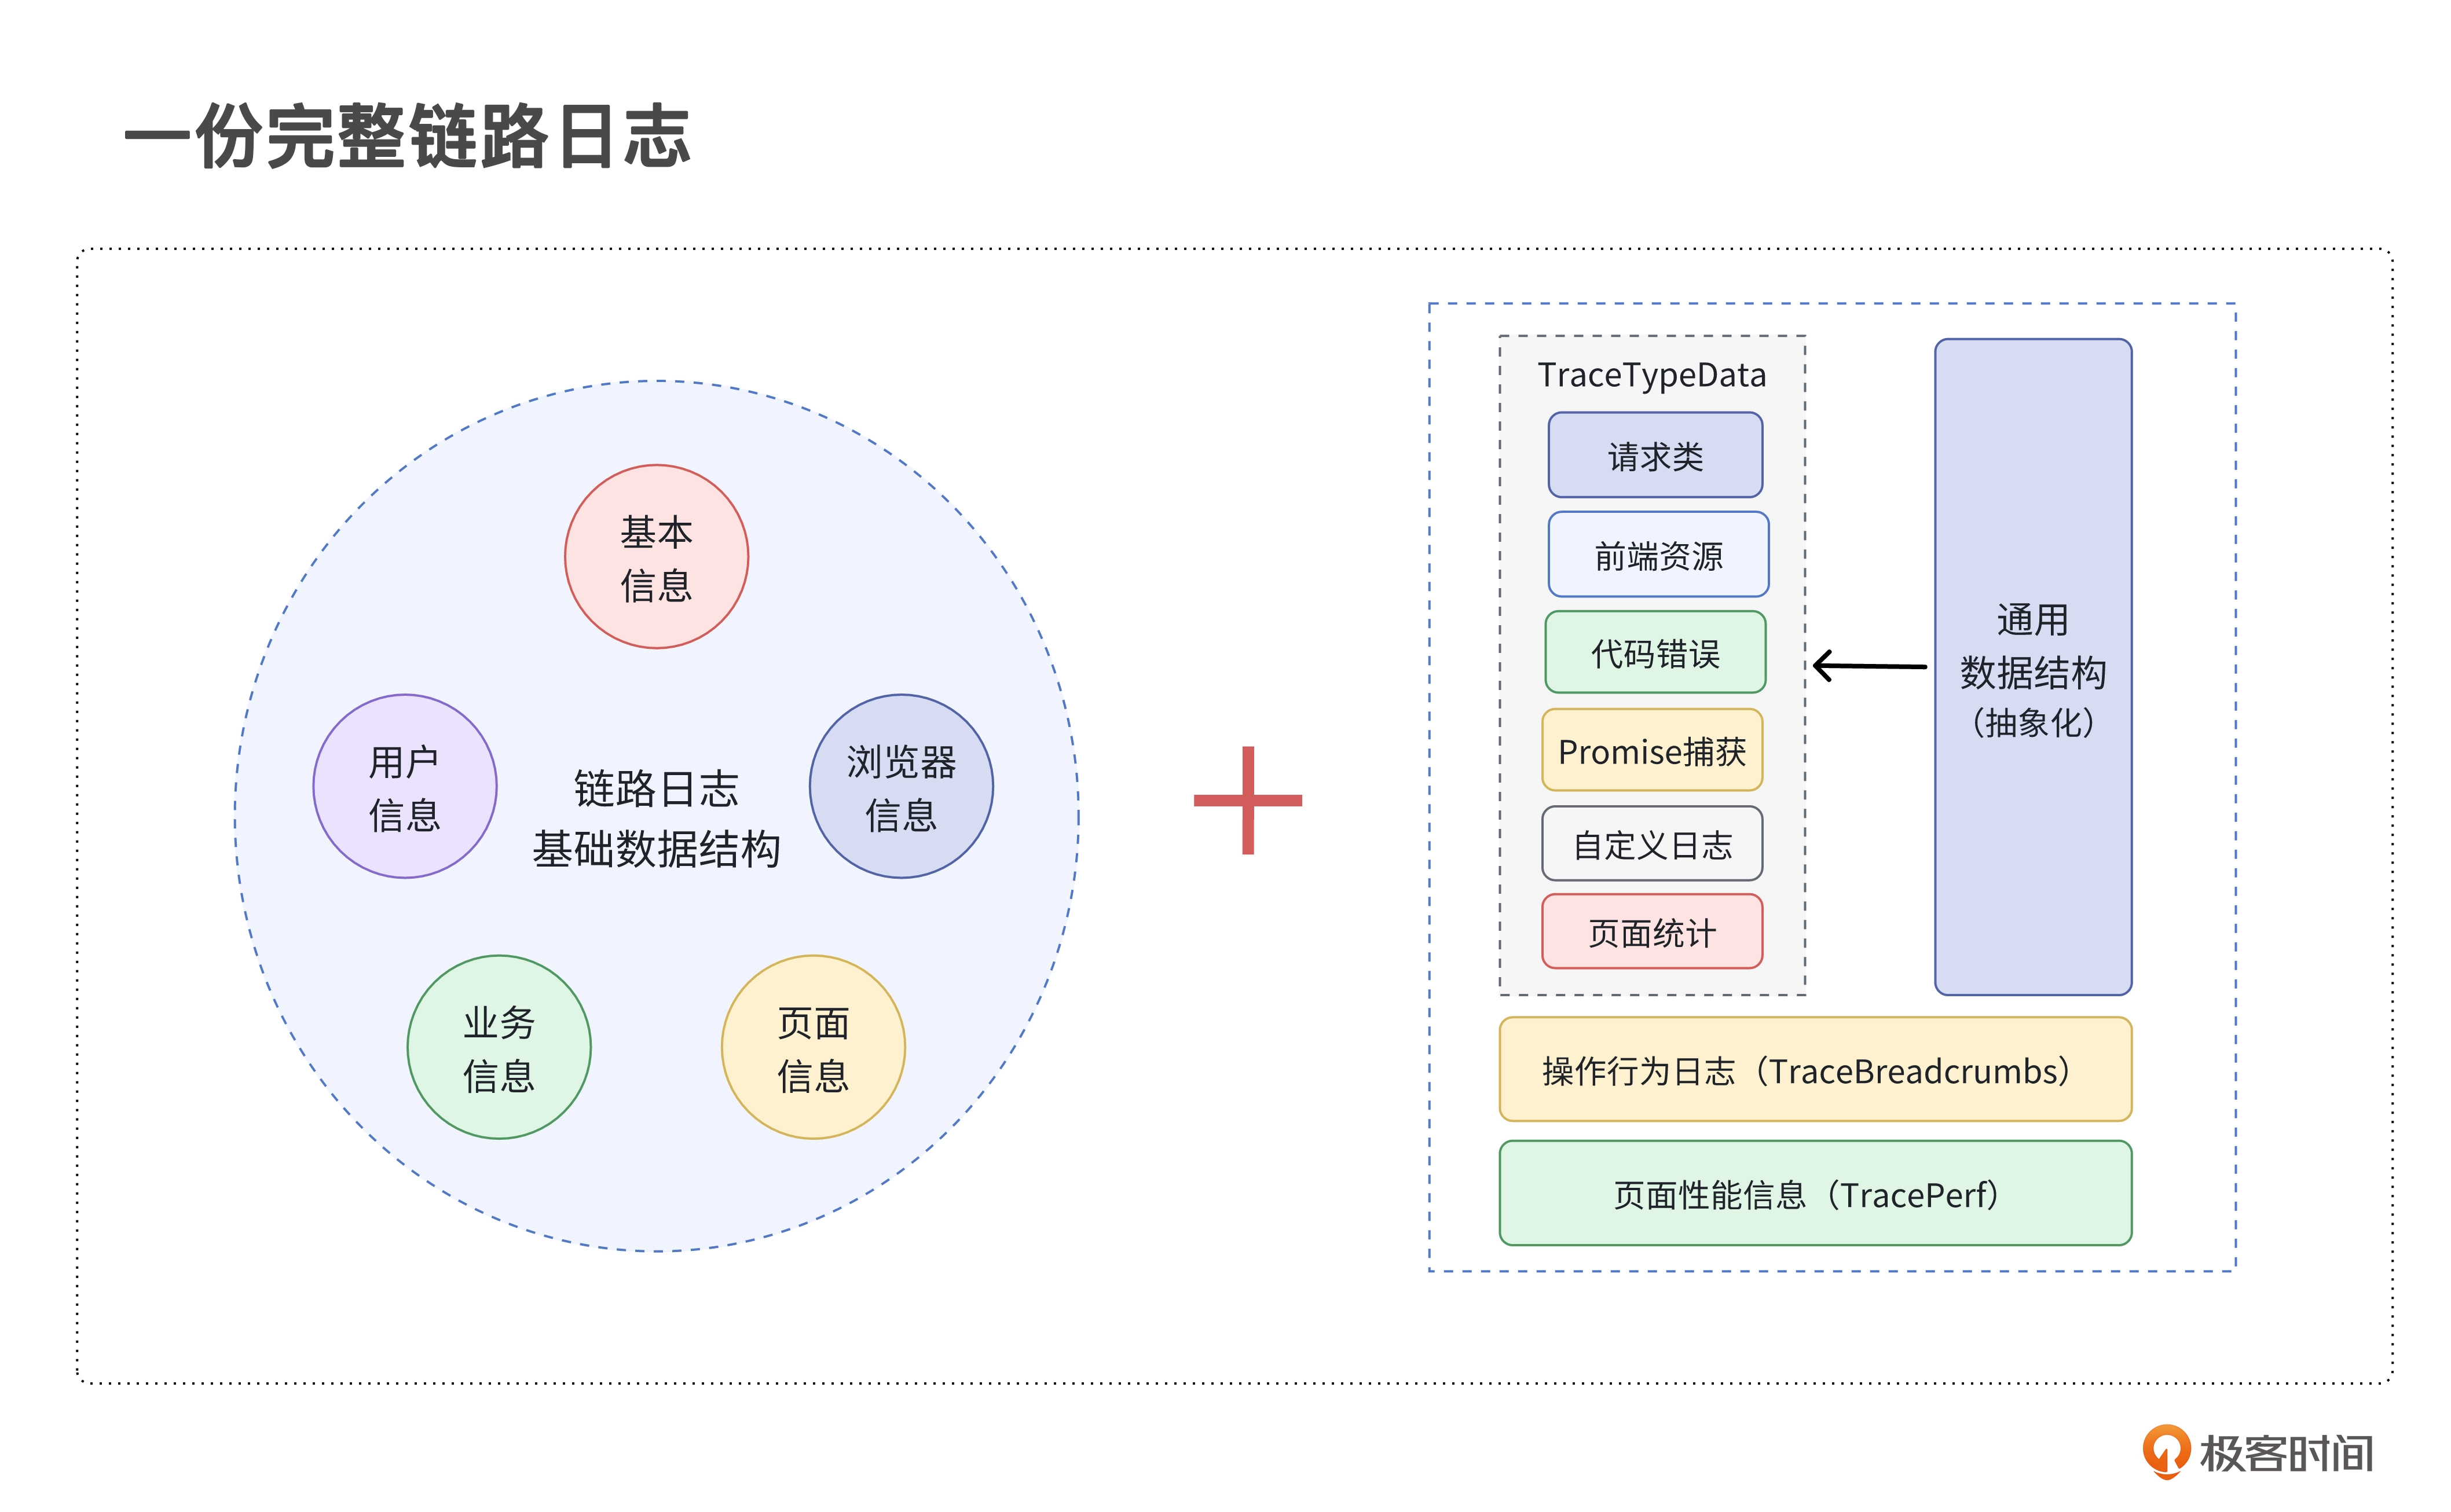 一份完整链路日志
基本
信息
用户
信息
浏览器
信息
链路日志
基础数据结构
业务
信息
页面
信息
TraceTypeData
请求类
前端资源
代码错误
Promise捕获
自定义日志
页面统计
通用
数据结构
（抽象化）
操作行为日志（TraceBreadcrumbs）
页面性能信息（TracePerf）
极客时间